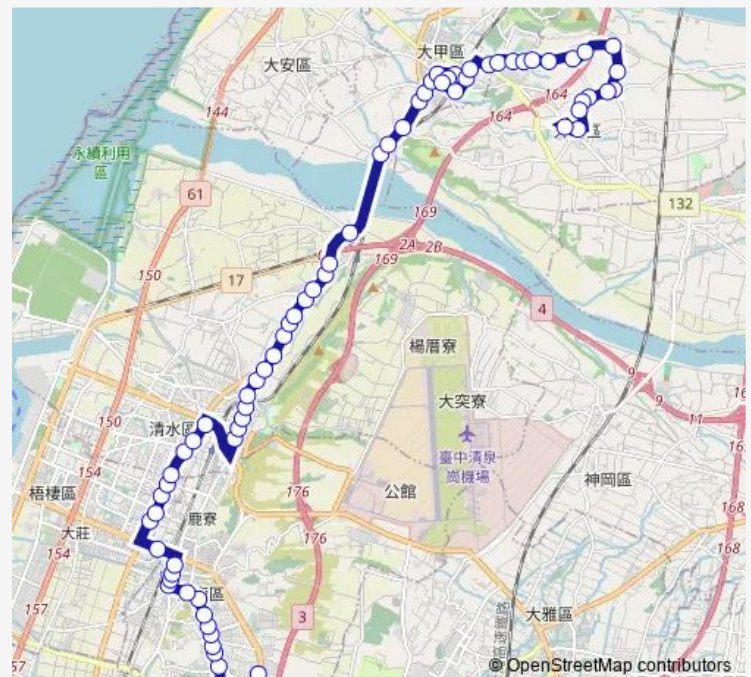 大甲區
大安區
144
164
164
永續利用
區
61
132
169
150
2A
2B
169
17
4
楊厝寮
9
9
11
大突寮
150
清水區
臺中清泉
崗機場
154
176
神岡區
公館
梧棲區
168
鹿寮
大莊
168
154
176
區
157
3
大雅區
157
© OpenStreetMap contributors